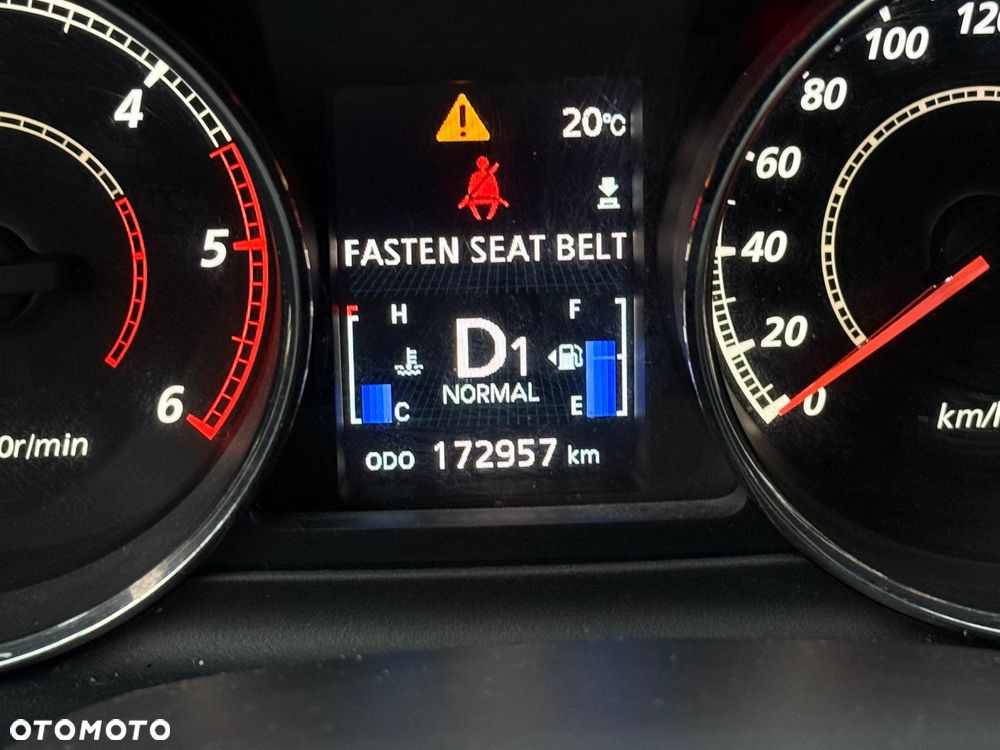 4
5
6
0r/min
20°C
FASTEN SEAT BELT
H
F
D1
NORMAL
C
E
ODO 172957 km
120
100
80
60
40
20
0
km/h
OTOMOTO